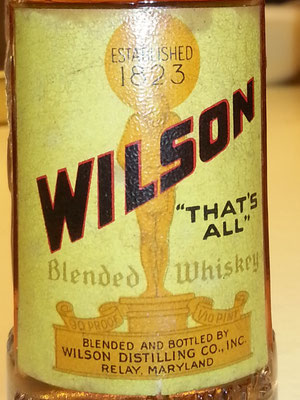 ESTABLISHED
1823
WILSON
"THAT'S
ALL"
Blended Whiskey
90 PROOF 1/10 PINT
BLENDED AND BOTTLED BY
WILSON DISTILLING CO., INC.
RELAY, MARYLAND